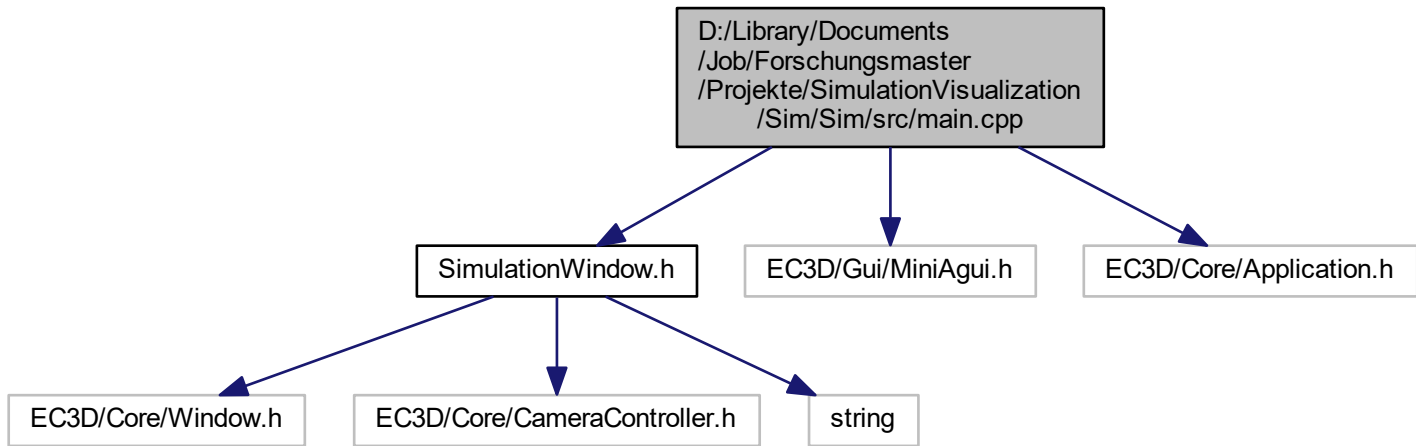 D:/Library/Documents
/Job/Forschungsmaster
/Projekte/SimulationVisualization
/Sim/Sim/src/main.cpp
SimulationWindow.h
EC3D/Gui/MiniAgui.h
EC3D/Core/Application.h
EC3D/Core/Window.h
EC3D/Core/CameraController.h
string